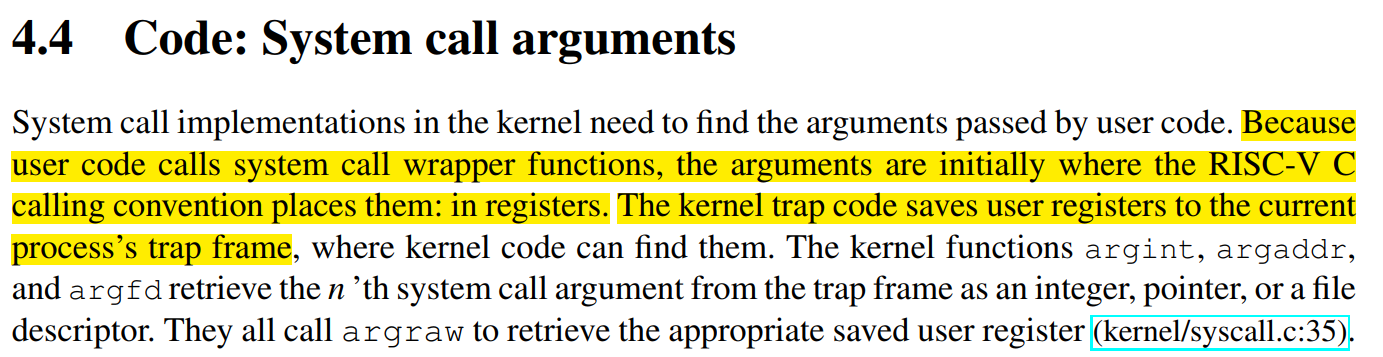 4.4 Code: System call arguments
System call implementations in the kernel need to find the arguments passed by user code. Because
user code calls system call wrapper functions, the arguments are initially where the RISC-V C
calling convention places them: in registers. The kernel trap code saves user registers to the current
process’s trap frame, where kernel code can find them. The kernel functions argint, argaddr,
and argfd retrieve the n ’th system call argument from the trap frame as an integer, pointer, or a file
descriptor. They all call argraw to retrieve the appropriate saved user register (kernel/syscall.c:35).